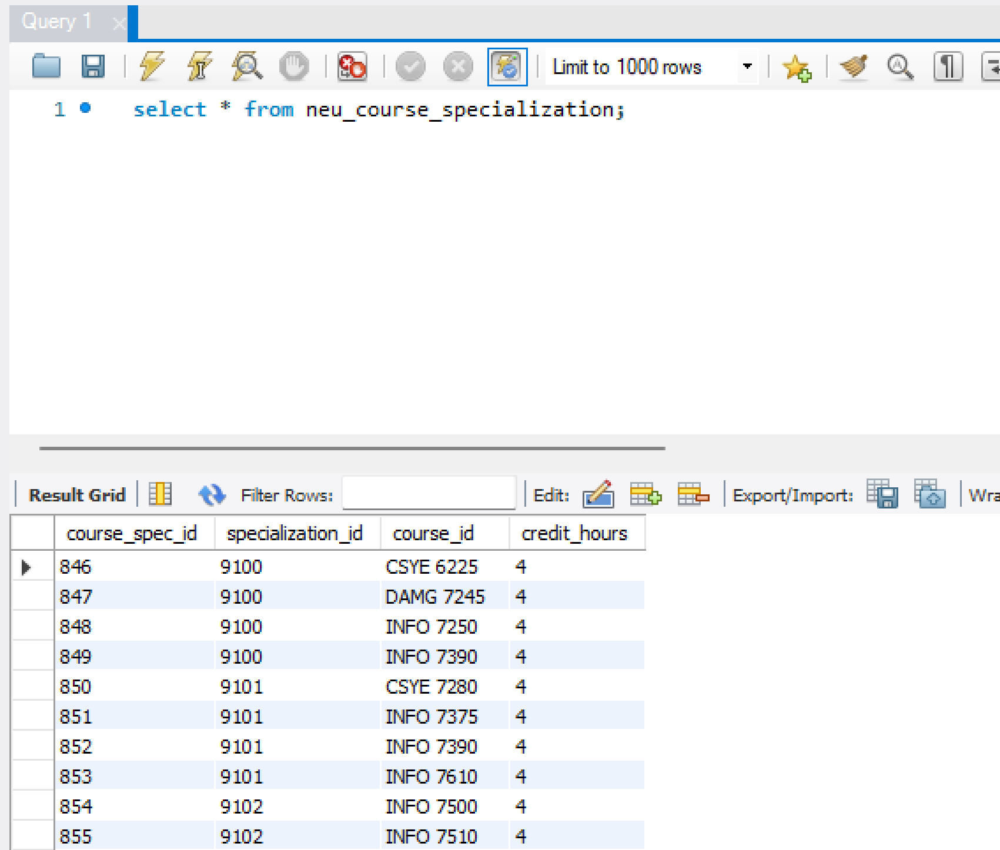 Query 1
Limit to 1000 rows
1 select * from neu_course_specialization;
Result Grid Filter Rows: Edit: Export/Import:
course_spec_id specialization_id course_id credit_hours
846 9100 CSYE 6225 4
847 9100 DAMG 7245 4
848 9100 INFO 7250 4
849 9100 INFO 7390 4
850 9101 CSYE 7280 4
851 9101 INFO 7375 4
852 9101 INFO 7390 4
853 9101 INFO 7610 4
854 9102 INFO 7500 4
855 9102 INFO 7510 4